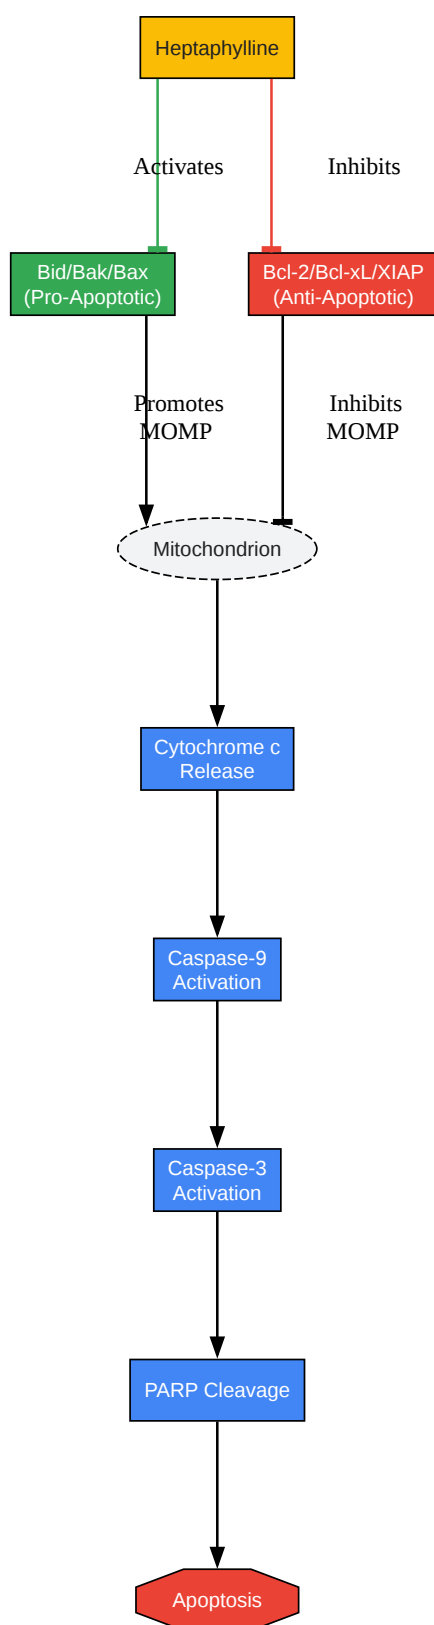 Heptaphylline
Activates
Inhibits
Bid/Bak/Bax
(Pro-Apoptotic)
Bcl-2/Bcl-xL/XIAP
(Anti-Apoptotic)
Promotes
MOMP
Inhibits
MOMP
Mitochondrion
Cytochrome c
Release
Caspase-9
Activation
Caspase-3
Activation
PARP Cleavage
Apoptosis